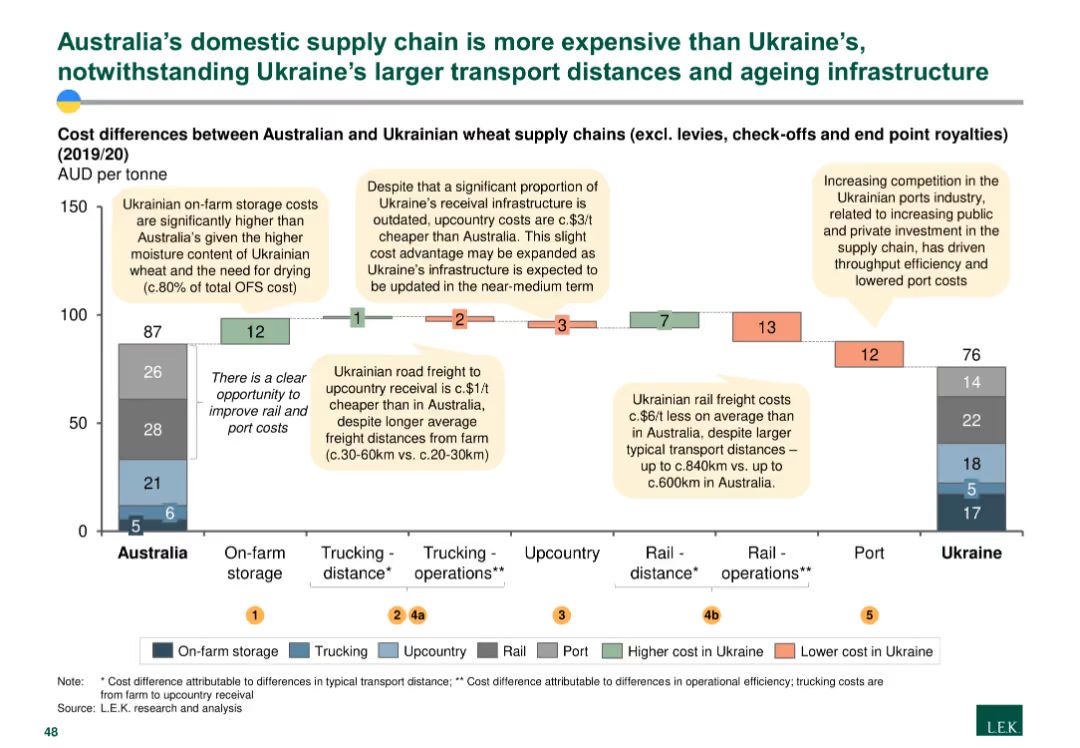 Australia’s domestic supply chain is more expensive than Ukraine’s,
notwithstanding Ukraine’s larger transport distances and ageing infrastructure
Cost differences between Australian and Ukrainian wheat supply chains (excl. levies, check-offs and end point royalties)
(2019/20)
AUD per tonne
Ukrainian on-farm storage costs
are significantly higher than
Australia’s given the higher
moisture content of Ukrainian
wheat and the need for drying
(c.80% of total OFS cost)
Despite that a significant proportion of
Ukraine’s receival infrastructure is
outdated, upcountry costs are c.$3/t
cheaper than Australia. This slight
cost advantage may be expanded as
Ukraine’s infrastructure is expected to
be updated in the near-medium term
Increasing competition in the
Ukrainian ports industry,
related to increasing public
and private investment in the
supply chain, has driven
throughput efficiency and
lowered port costs
150
100
50
0
87
26
28
21
6
5
12
1
2
3
7
13
12
76
14
22
18
5
17
There is a clear
opportunity to
improve rail and
port costs
Ukrainian road freight to
upcountry receival is c.$1/t
cheaper than in Australia,
despite longer average
freight distances from farm
(c.30-60km vs. c.20-30km)
Ukrainian rail freight costs
c.$6/t less on average than
in Australia, despite larger
typical transport distances –
up to c.840km vs. up to
c.600km in Australia.
Australia
On-farm
storage
Trucking -
distance*
Trucking -
operations**
Upcountry
Rail -
distance*
Rail -
operations**
Port
Ukraine
1
2
4a
3
4b
5
On-farm storage
Trucking
Upcountry
Rail
Port
Higher cost in Ukraine
Lower cost in Ukraine
Note: * Cost difference attributable to differences in typical transport distance; ** Cost difference attributable to differences in operational efficiency; trucking costs are
from farm to upcountry receival
Source: L.E.K. research and analysis
48
L.E.K.